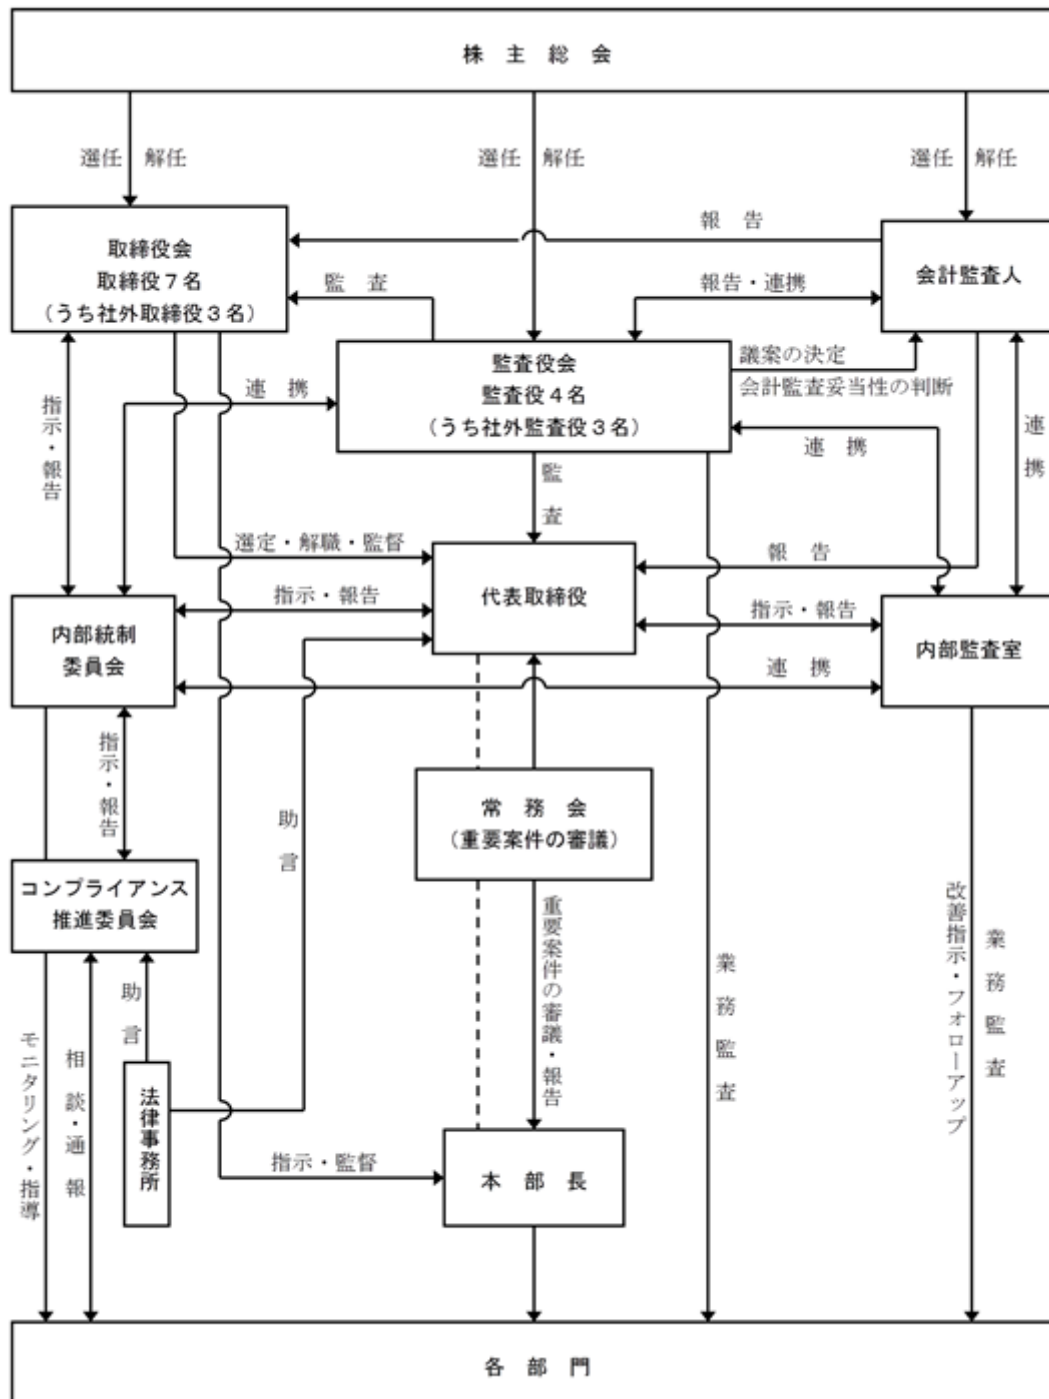 株 主 総 会
選任 解任
選任 解任
選任 解任
取締役会
取締役７名
(うち社外取締役３名)
報 告
会計監査人
監 査
報告・連携
監査役会
監査役４名
(うち社外監査役３名)
議案の決定
会計監査妥当性の判断
連 携
指示・報告
連 携
連 携
監 査
選定・解職・監督
代表取締役
報 告
指示・報告
指示・報告
内部統制
委員会
内部監査室
連 携
指示・報告
助 言
常 務 会
(重要案件の審議)
コンプライアンス
推進委員会
重要案件の審議・報告
業 務 監 査
改善指示・フォローアップ
業 務 監 査
助 言
モニタリング・指導
相 談・通 報
法律事務所
指示・監督
本 部 長
各 部 門